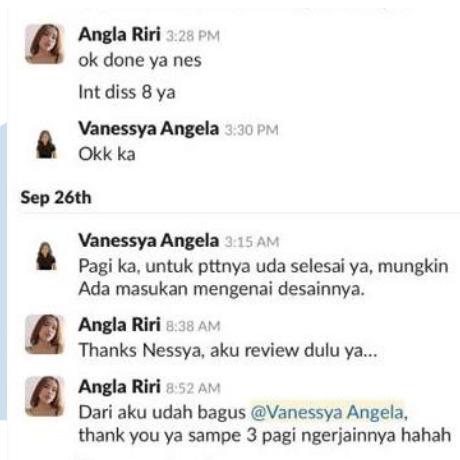 Angla Riri 3:28 PM
ok done ya nes
Int diss 8 ya
Vanessya Angela 3:30 PM
Okk ka
Sep 26th
Vanessya Angela 3:15 AM
Pagi ka, untuk pttnya uda selesai ya, mungkin
Ada masukan mengenai desainnya.
Angla Riri 8:38 AM
Thanks Nessya, aku review dulu ya...
Angla Riri 8:52 AM
Dari aku udah bagus @Vanessya Angela,
thank you ya sampe 3 pagi ngerjainnya hahah